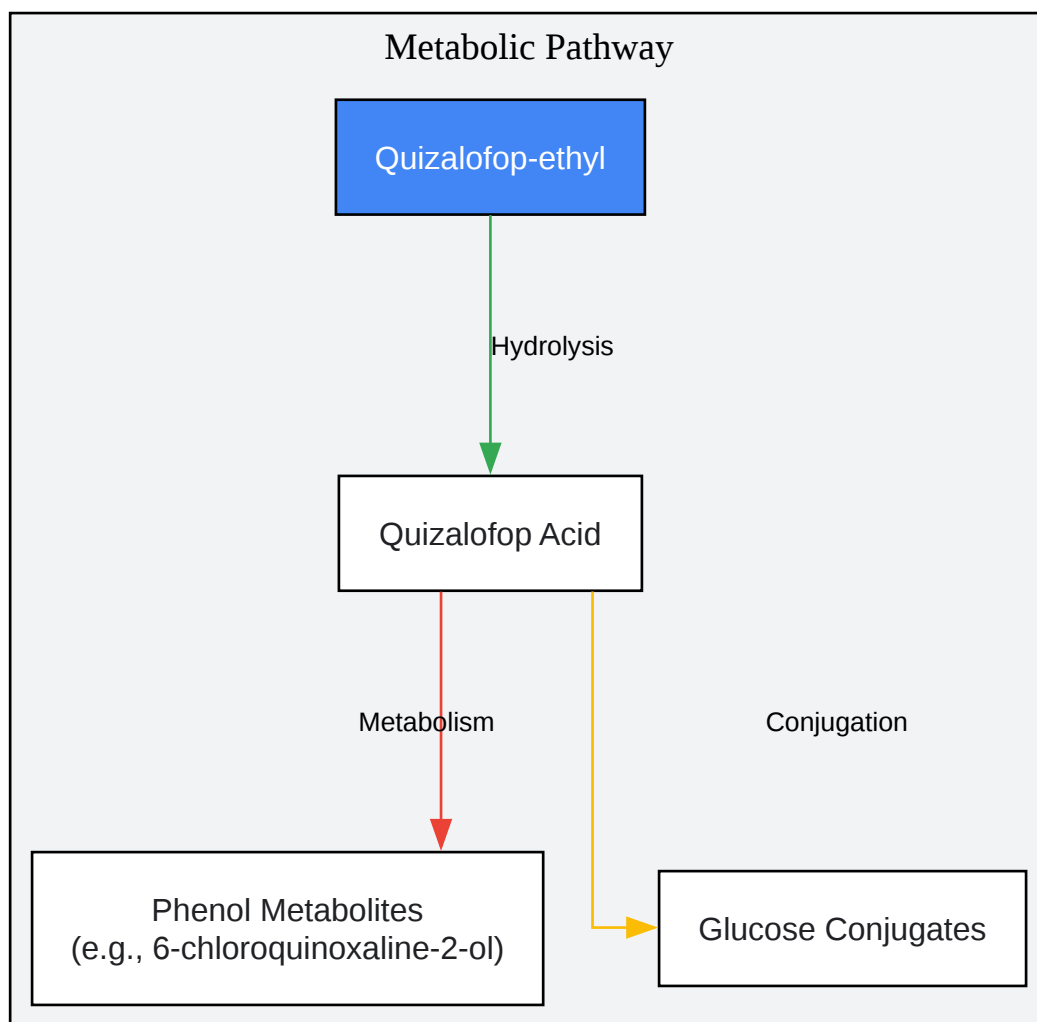 Metabolic Pathway
Quizalofop-ethyl
Hydrolysis
Quizalofop Acid
Metabolism
Conjugation
Phenol Metabolites
(e.g., 6-chloroquinoxaline-2-ol)
Glucose Conjugates